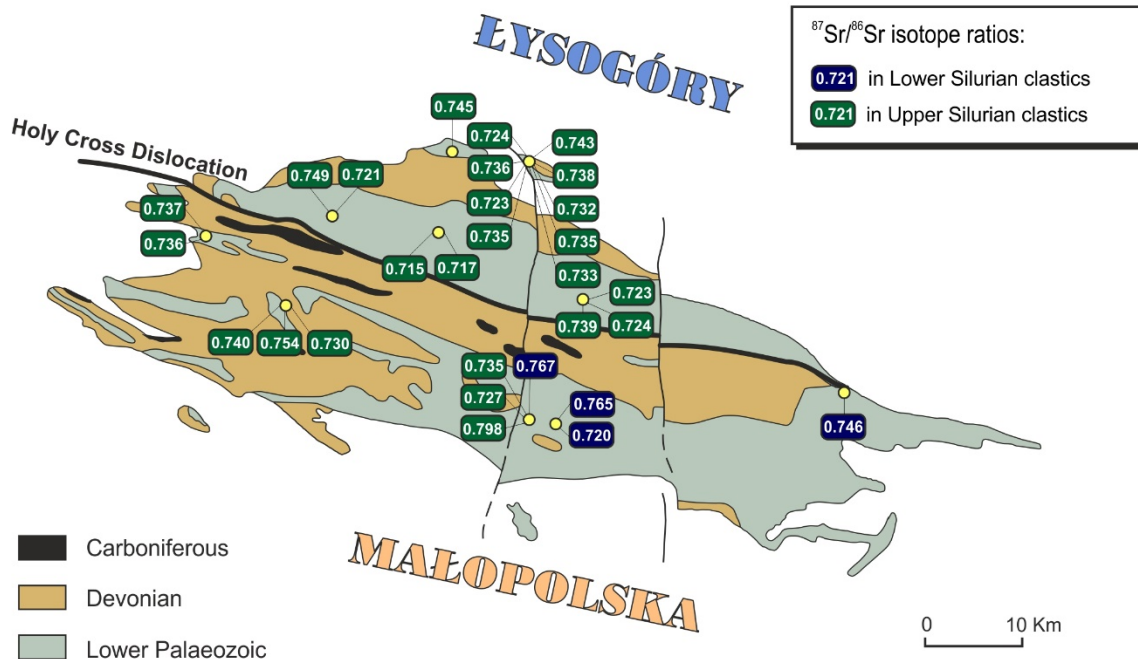 ŁYSOGÓRY
87Sr/86Sr isotope ratios:
0.721 in Lower Silurian clastics
0.721 in Upper Silurian clastics
Holy Cross Dislocation
0.745
0.724
0.743
0.736
0.738
0.749
0.721
0.723
0.732
0.737
0.735
0.735
0.736
0.715
0.717
0.733
0.723
0.739
0.724
0.740
0.754
0.730
0.735
0.767
0.727
0.765
0.798
0.720
0.746
MAŁOPOLSKA
Carboniferous
Devonian
Lower Palaeozoic
0 10 Km